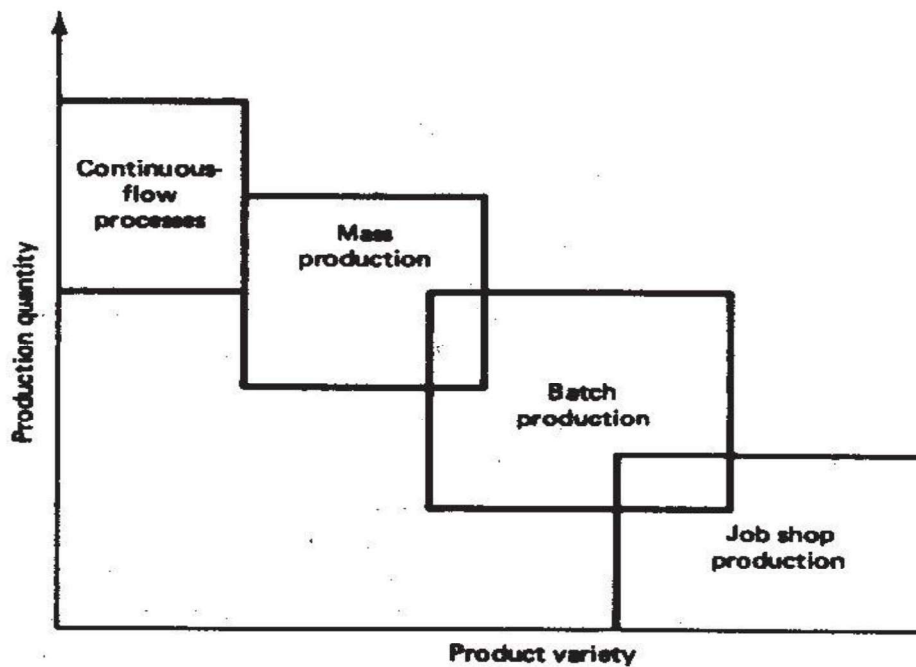 Continuous-
flow
processes
Mass
production
Batch
production
Job shop
production
Production quantity
Product variety